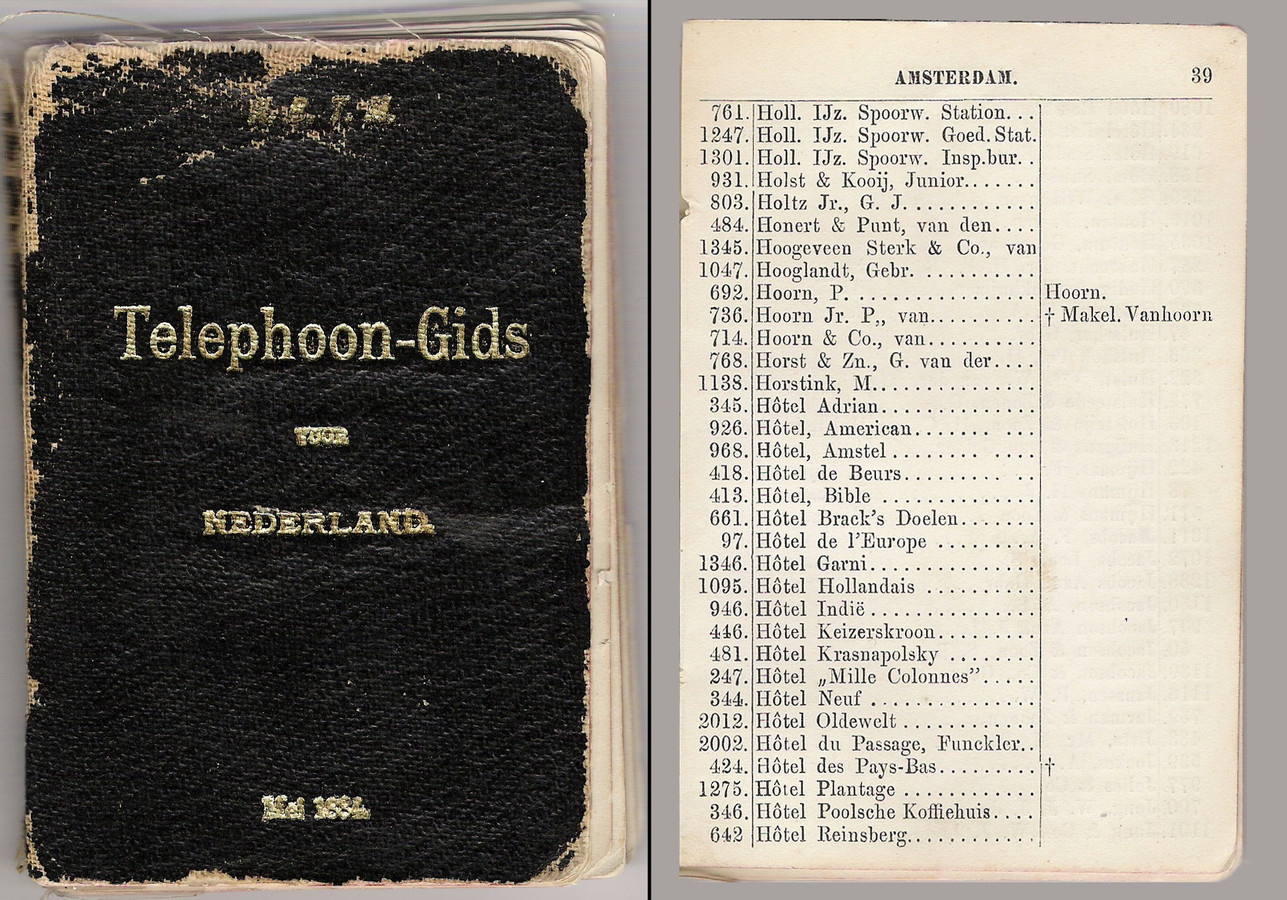 Telephoon-Gids
VOOR
NEDERLAND.
Mei 1884.
AMSTERDAM. 39
761. Holl. IJz. Spoorw. Station. . .
1247. Holl. IJz. Spoorw. Goed. Stat.
1301. Holl. IJz. Spoorw. Insp.bur. .
931. Holst & Kooij, Junior.......
803. Holtz Jr., G. J............
484. Honert & Punt, van den....
1345. Hoogeveen Sterk & Co., van
1047. Hooglandt, Gebr. ..........
692. Hoorn, P. ................ Hoorn.
736. Hoorn Jr. P., van.......... † Makel. Vanhoorn
714. Hoorn & Co., van..........
768. Horst & Zn., G. van der....
1138. Horstink, M...............
345. Hôtel Adrian..............
926. Hôtel, American....... ...
968. Hôtel, Amstel ........ ....
418. Hôtel de Beurs............
413. Hôtel, Bible ..............
661. Hôtel Brack's Doelen.......
97. Hôtel de l'Europe .........
1346. Hôtel Garni...............
1095. Hôtel Hollandais ..........
946. Hôtel Indië ...............
446. Hôtel Keizerskroon.........
481. Hôtel Krasnapolsky ........
247. Hôtel „Mille Colonnes”.....
344. Hôtel Neuf ...............
2012. Hôtel Oldewelt ............
2002. Hôtel du Passage, Funckler..
424. Hôtel des Pays-Bas......... †
1275. Hôtel Plantage ............
346. Hôtel Poolsche Koffiehuis....
642 Hôtel Reinsberg............